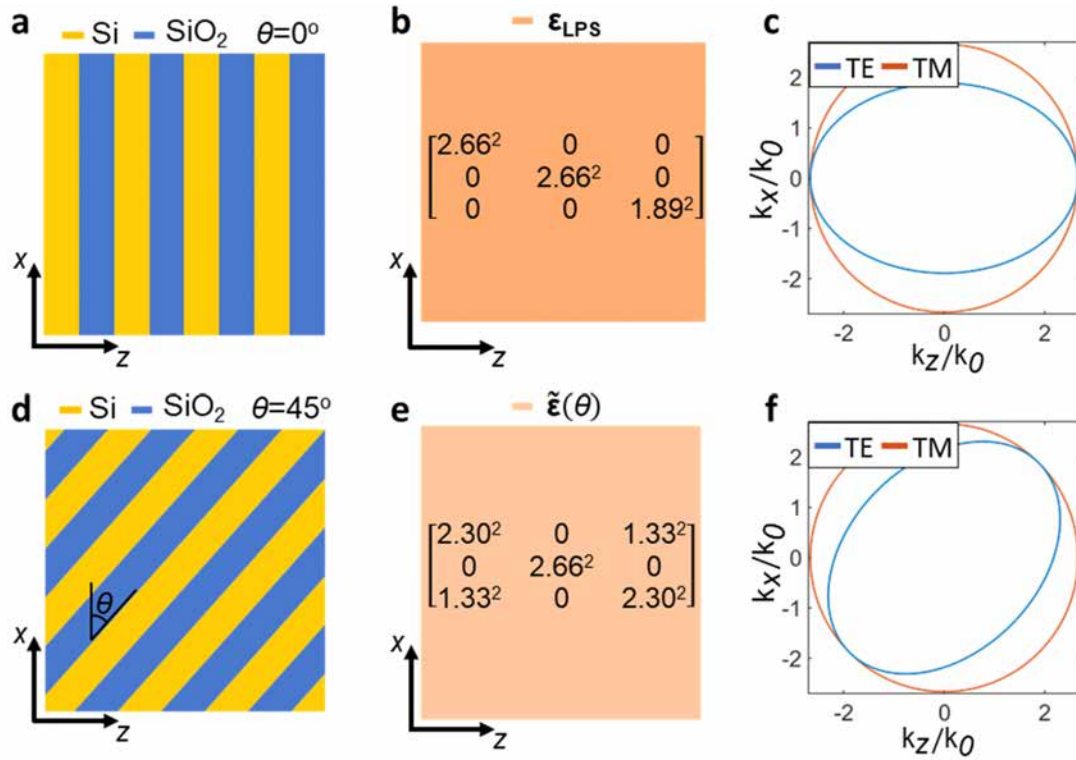 a
Si SiO₂ θ=0°
x
z
b
ε_LPS
2.66² 0 0
0 2.66² 0
0 0 1.89²
x
z
c
TE TM
2
1
0
-1
-2
kₓ/k₀
-2 0 2
k_z/k₀
d
Si SiO₂ θ=45°
θ
x
z
e
ε̃(θ)
2.30² 0 1.33²
0 2.66² 0
1.33² 0 2.30²
x
z
f
TE TM
2
1
0
-1
-2
kₓ/k₀
-2 0 2
k_z/k₀